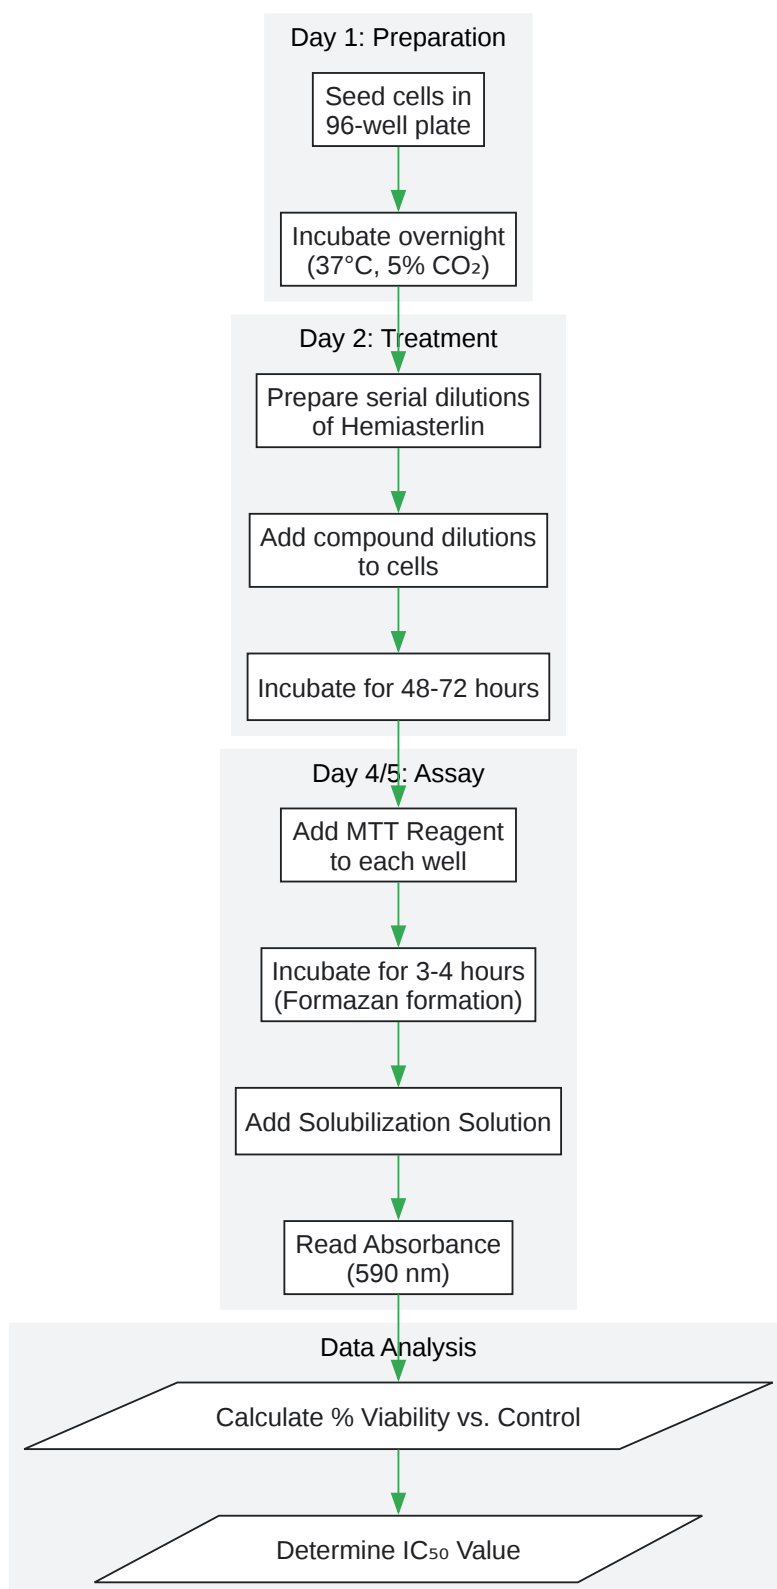 Day 1: Preparation
Seed cells in
96-well plate
Incubate overnight
(37°C, 5% CO₂)
Day 2: Treatment
Prepare serial dilutions
of Hemiasterlin
Add compound dilutions
to cells
Incubate for 48-72 hours
Day 4/5: Assay
Add MTT Reagent
to each well
Incubate for 3-4 hours
(Formazan formation)
Add Solubilization Solution
Read Absorbance
(590 nm)
Data Analysis
Calculate % Viability vs. Control
Determine IC₅₀ Value